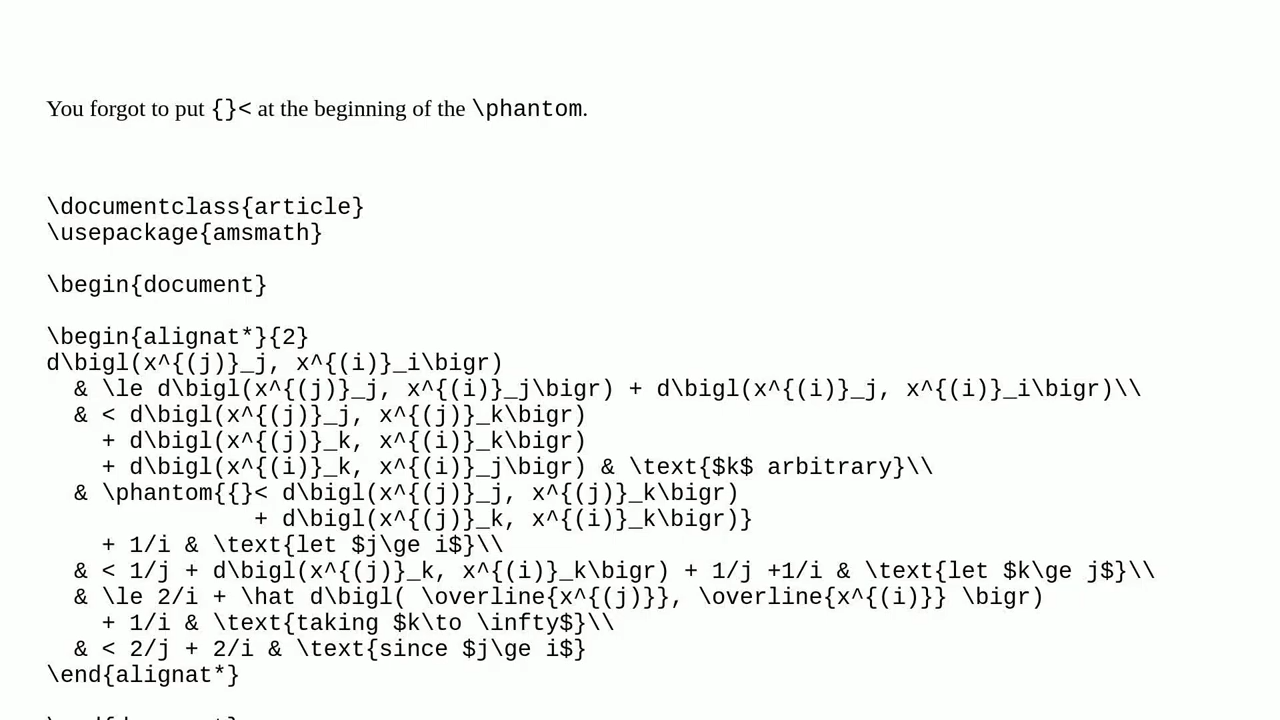 You forgot to put {}< at the beginning of the \phantom.
\documentclass{article}
\usepackage{amsmath}
\begin{document}
\begin{alignat*}{2}
d\bigl(x^{(j)}_j, x^{(i)}_i\bigr)
& \le d\bigl(x^{(j)}_j, x^{(i)}_j\bigr) + d\bigl(x^{(i)}_j, x^{(i)}_i\bigr)\\
& < d\bigl(x^{(j)}_j, x^{(j)}_k\bigr)
+ d\bigl(x^{(j)}_k, x^{(i)}_k\bigr)
+ d\bigl(x^{(i)}_k, x^{(i)}_j\bigr) & \text{$k$ arbitrary}\\
& \phantom{{}< d\bigl(x^{(j)}_j, x^{(j)}_k\bigr)
+ d\bigl(x^{(j)}_k, x^{(i)}_k\bigr)}
+ 1/i & \text{let $j\ge i$}\\
& < 1/j + d\bigl(x^{(j)}_k, x^{(i)}_k\bigr) + 1/j +1/i & \text{let $k\ge j$}\\
& \le 2/i + \hat d\bigl( \overline{x^{(j)}}, \overline{x^{(i)}} \bigr)
+ 1/i & \text{taking $k\to \infty$}\\
& < 2/j + 2/i & \text{since $j\ge i$}
\end{alignat*}